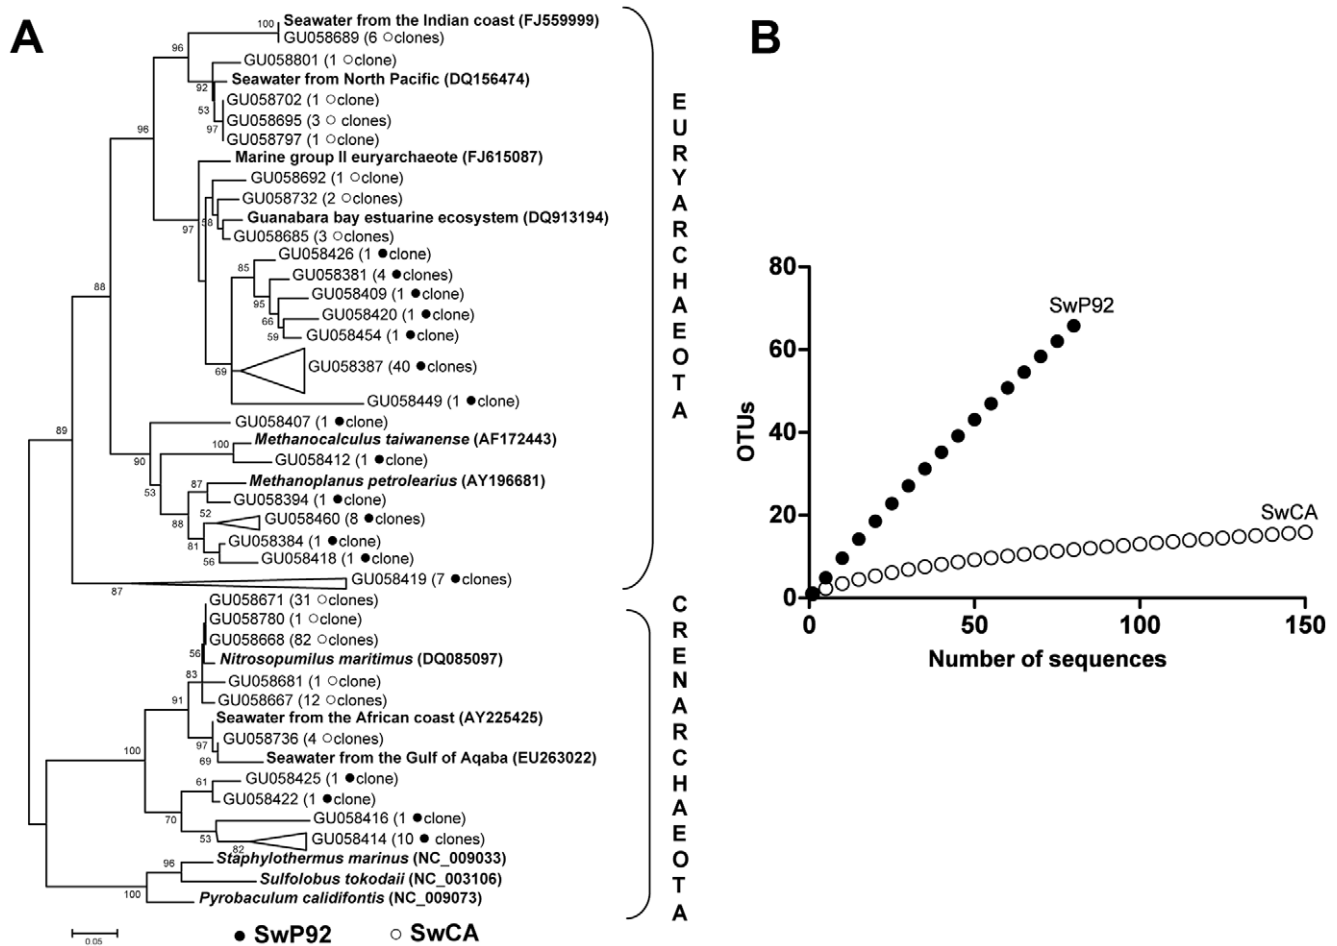 A
100
Seawater from the Indian coast (FJ559999)
GU058689 (6 ○clones)
96
GU058801 (1 ○clone)
92
Seawater from North Pacific (DQ156474)
GU058702 (1 ○clone)
53
GU058695 (3 ○ clones)
97
GU058797 (1 ○clone)
96
Marine group II euryarchaeote (FJ615087)
GU058692 (1 ○clone)
GU058732 (2 ○clones)
58
97
Guanabara bay estuarine ecosystem (DQ913194)
GU058685 (3 ○clones)
GU058426 (1 ●clone)
85
GU058381 (4 ●clones)
95
GU058409 (1 ●clone)
66
GU058420 (1 ●clone)
59
GU058454 (1 ●clone)
88
69
GU058387 (40 ●clones)
GU058449 (1 ●clone)
GU058407 (1 ●clone)
89
100
Methanocalculus taiwanense (AF172443)
90
GU058412 (1 ●clone)
53
87
Methanoplanus petrolearius (AY196681)
GU058394 (1 ●clone)
88
52
GU058460 (8 ●clones)
81
GU058384 (1 ●clone)
56
GU058418 (1 ●clone)
87
GU058419 (7 ●clones)
GU058671 (31 ○clones)
GU058780 (1 ○clone)
GU058668 (82 ○clones)
56
Nitrosopumilus maritimus (DQ085097)
83
GU058681 (1 ○clone)
91
GU058667 (12 ○clones)
Seawater from the African coast (AY225425)
97
GU058736 (4 ○clones)
69
Seawater from the Gulf of Aqaba (EU263022)
100
61
GU058425 (1 ●clone)
GU058422 (1 ●clone)
70
GU058416 (1 ●clone)
53
GU058414 (10 ● clones)
82
96
Staphylothermus marinus (NC_009033)
Sulfolobus tokodaii (NC_003106)
100
Pyrobaculum calidifontis (NC_009073)
0.05
● SwP92
○ SwCA
EURYARCHAEOTA
CRENARCHAEOTA
B
80
60
40
20
0
OTUs
SwP92
SwCA
0
50
100
150
Number of sequences